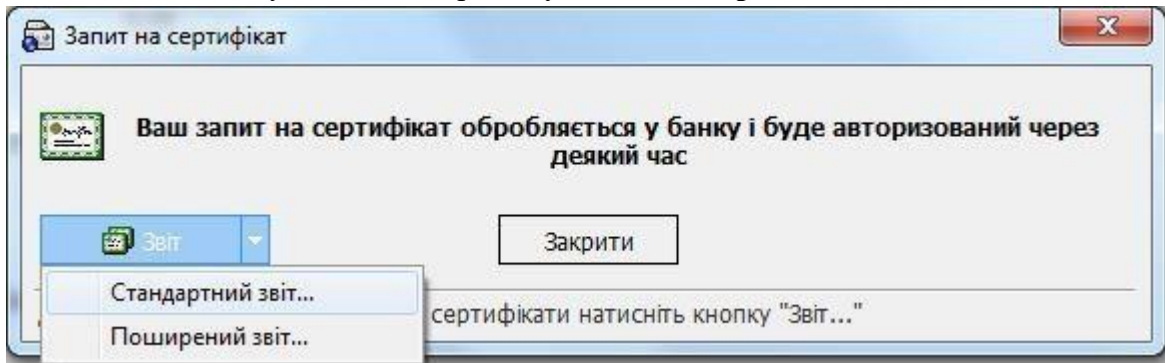 Запит на сертифікат
Ваш запит на сертифікат обробляється у банку і буде авторизований через
деякий час
Звіт
Закрити
Стандартний звіт...
сертифікати натисніть кнопку "Звіт..."
Поширений звіт...